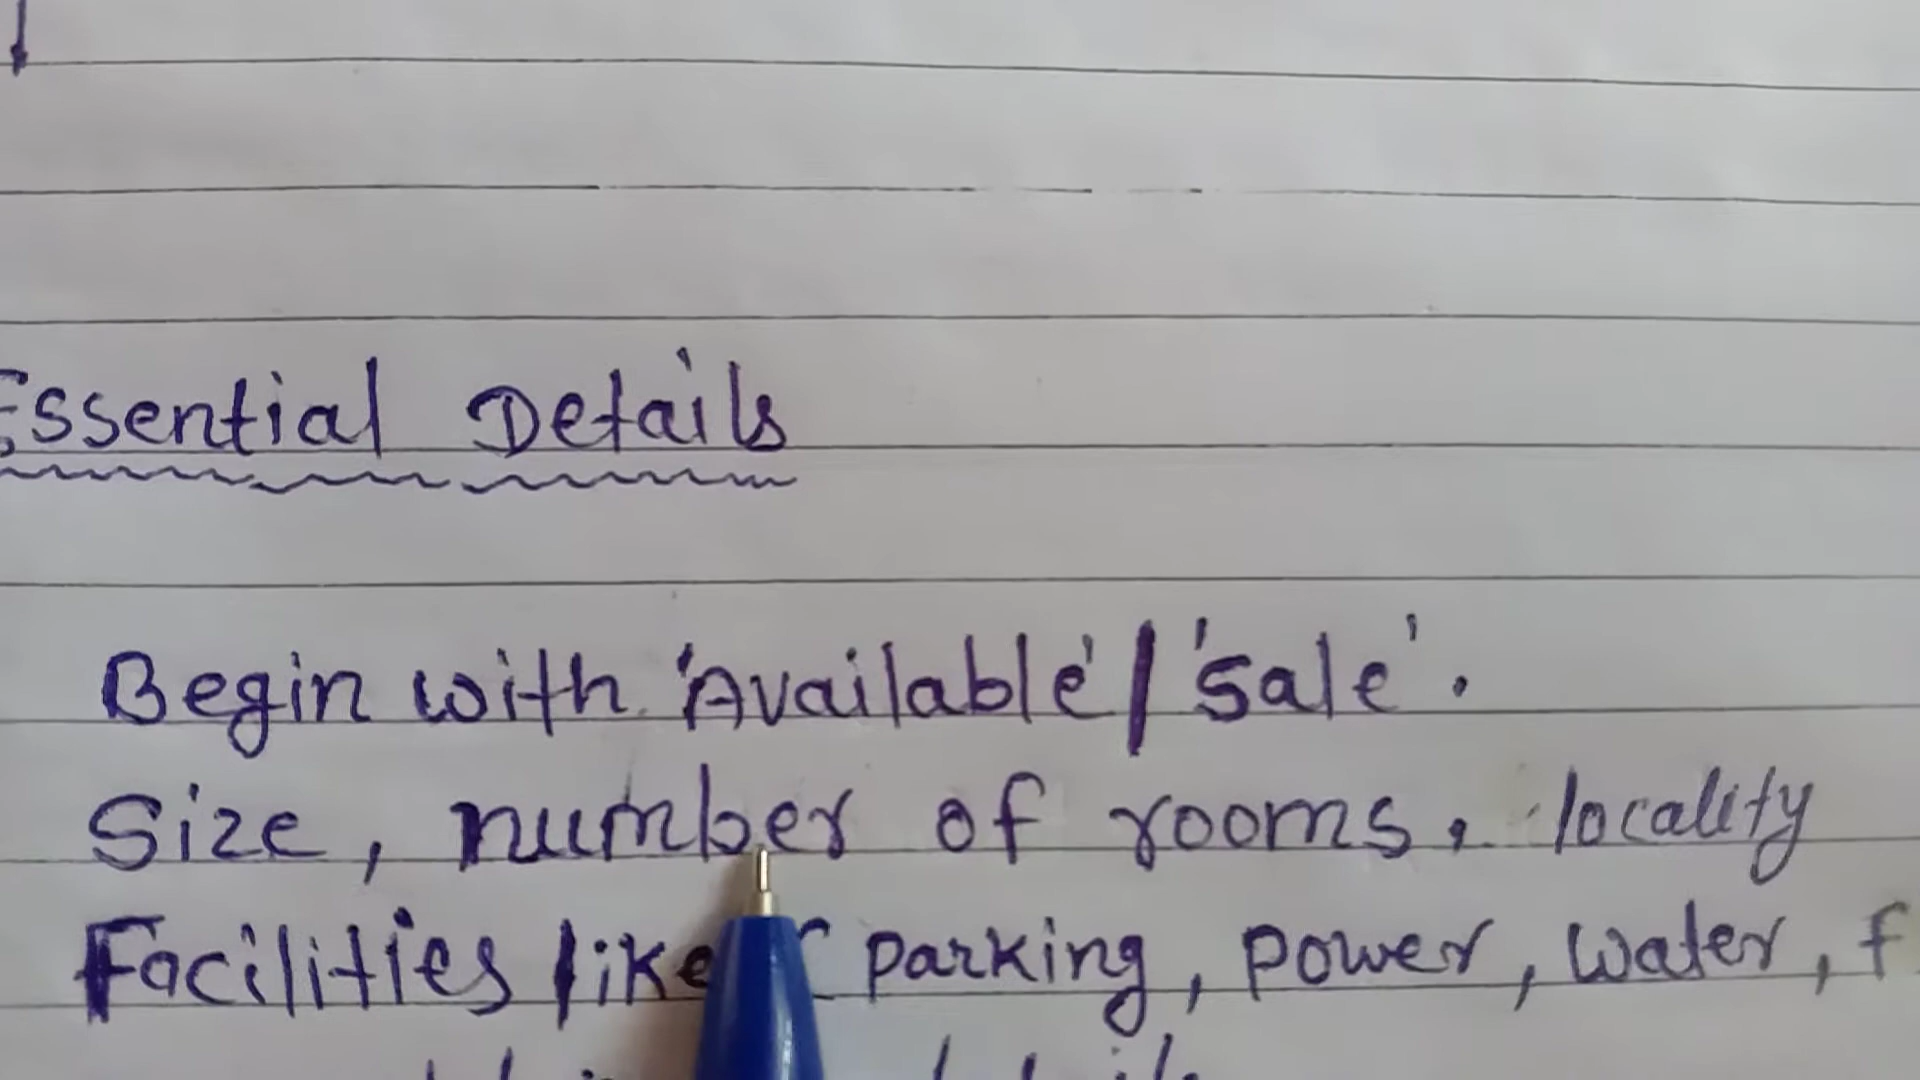 Essential Details
Begin with 'Available' / 'Sale'.
Size, number of rooms, locality
Facilities like parking, power, water, f